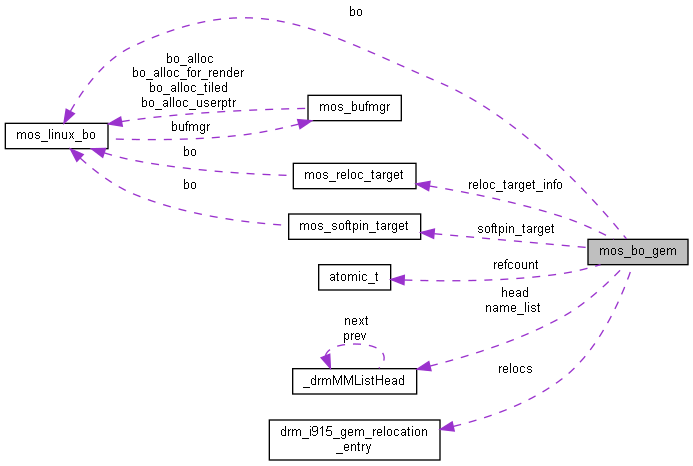 bo
bo_alloc
bo_alloc_for_render
bo_alloc_tiled
bo_alloc_userptr
mos_bufmgr
mos_linux_bo
bufmgr
bo
mos_reloc_target
reloc_target_info
bo
mos_softpin_target
softpin_target
mos_bo_gem
atomic_t
refcount
head
name_list
next
prev
_drmMMListHead
relocs
drm_i915_gem_relocation
_entry